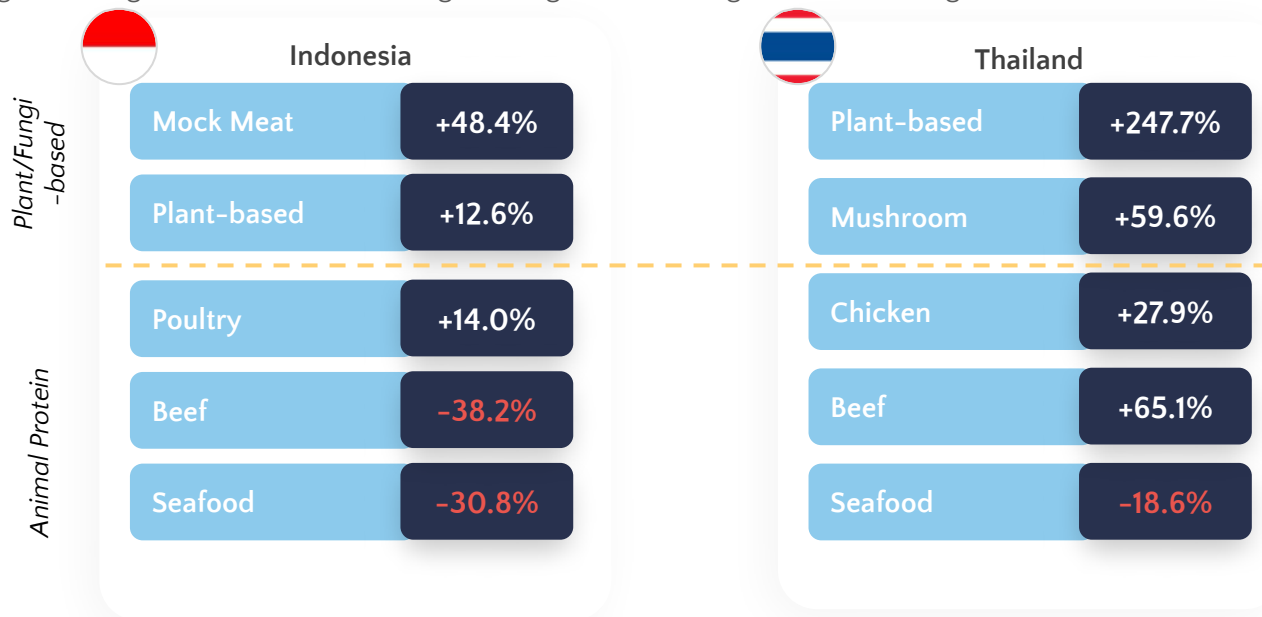 Indonesia
Thailand
Plant/Fungi
-based
Mock Meat
+48.4%
Plant-based
+12.6%
Plant-based
+247.7%
Mushroom
+59.6%
Animal Protein
Poultry
+14.0%
Beef
-38.2%
Seafood
-30.8%
Chicken
+27.9%
Beef
+65.1%
Seafood
-18.6%